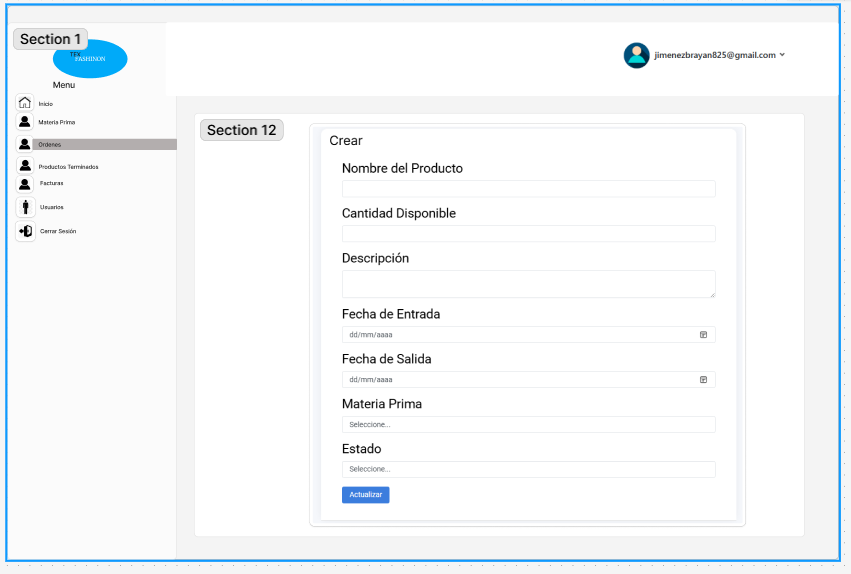 Section 1
TEX
FASHINON
Menu
Inicio
Materia Prima
Ordenes
Productos Terminados
Facturas
Usuarios
Cerrar Sesión
jimenezbrayan825@gmail.com
Section 12
Crear
Nombre del Producto
Cantidad Disponible
Descripción
Fecha de Entrada
dd/mm/aaaa
Fecha de Salida
dd/mm/aaaa
Materia Prima
Seleccione...
Estado
Seleccione...
Actualizar